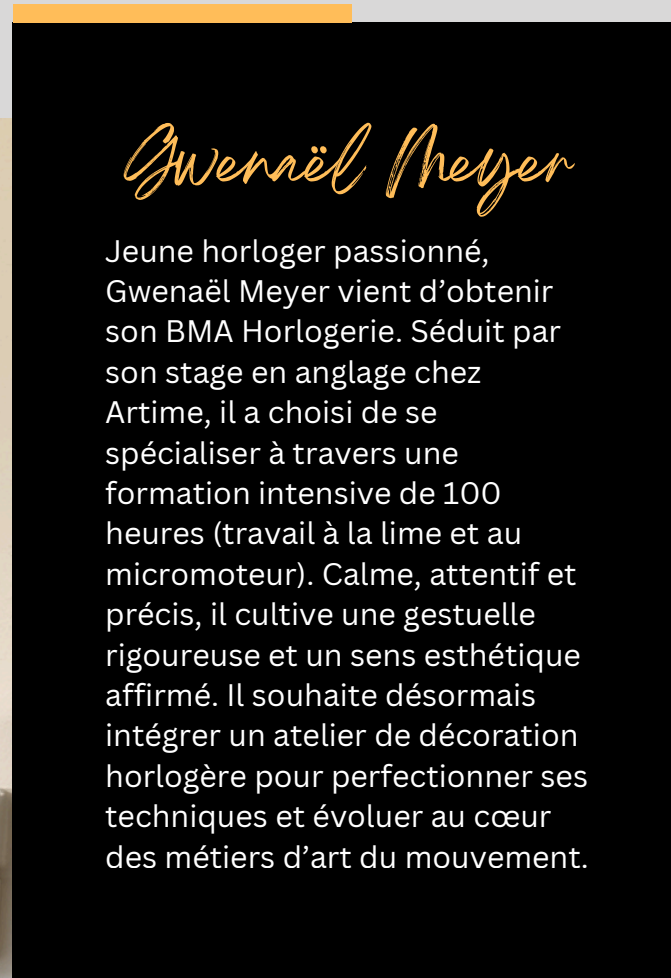 Gwenaël Meyer
Jeune horloger passionné,
Gwenaël Meyer vient d’obtenir
son BMA Horlogerie. Séduit par
son stage en anglage chez
Artime, il a choisi de se
spécialiser à travers une
formation intensive de 100
heures (travail à la lime et au
micromoteur). Calme, attentif et
précis, il cultive une gestuelle
rigoureuse et un sens esthétique
affirmé. Il souhaite désormais
intégrer un atelier de décoration
horlogère pour perfectionner ses
techniques et évoluer au cœur
des métiers d’art du mouvement.